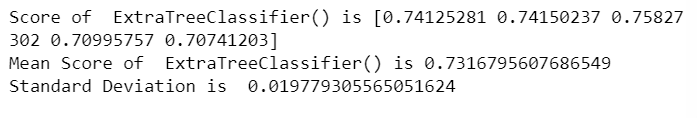 Score of  ExtraTreeClassifier() is [0.74125281 0.74150237 0.75827
302 0.70995757 0.70741203]
Mean Score of  ExtraTreeClassifier() is 0.7316795607686549
Standard Deviation is  0.019779305565051624